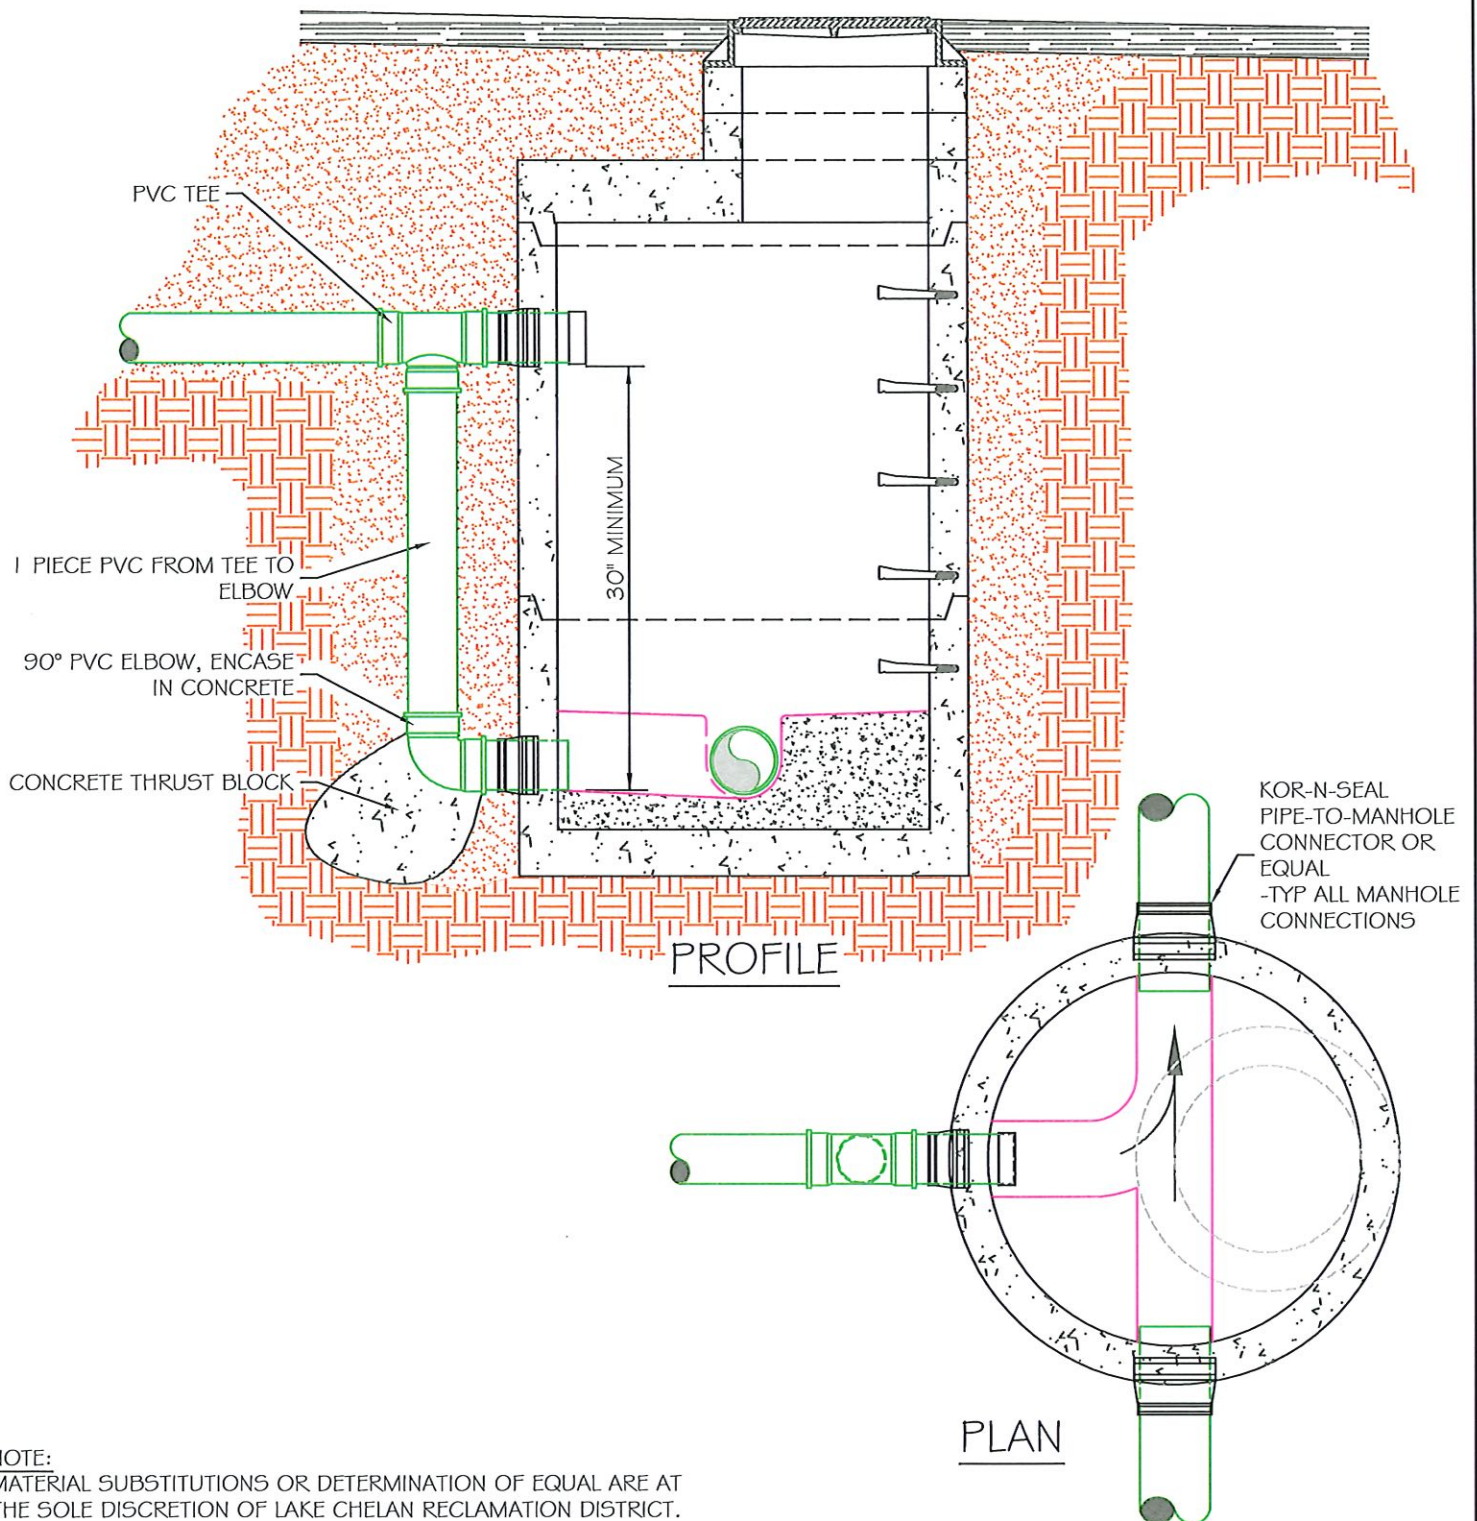 PVC TEE
1 PIECE PVC FROM TEE TO
ELBOW
30" MINIMUM
90° PVC ELBOW, ENCASE
IN CONCRETE
CONCRETE THRUST BLOCK
KOR-N-SEAL
PIPE-TO-MANHOLE
CONNECTOR OR
EQUAL
-TYP ALL MANHOLE
CONNECTIONS
PROFILE
PLAN
NOTE:
MATERIAL SUBSTITUTIONS OR DETERMINATION OF EQUAL ARE AT
THE SOLE DISCRETION OF LAKE CHELAN RECLAMATION DISTRICT.